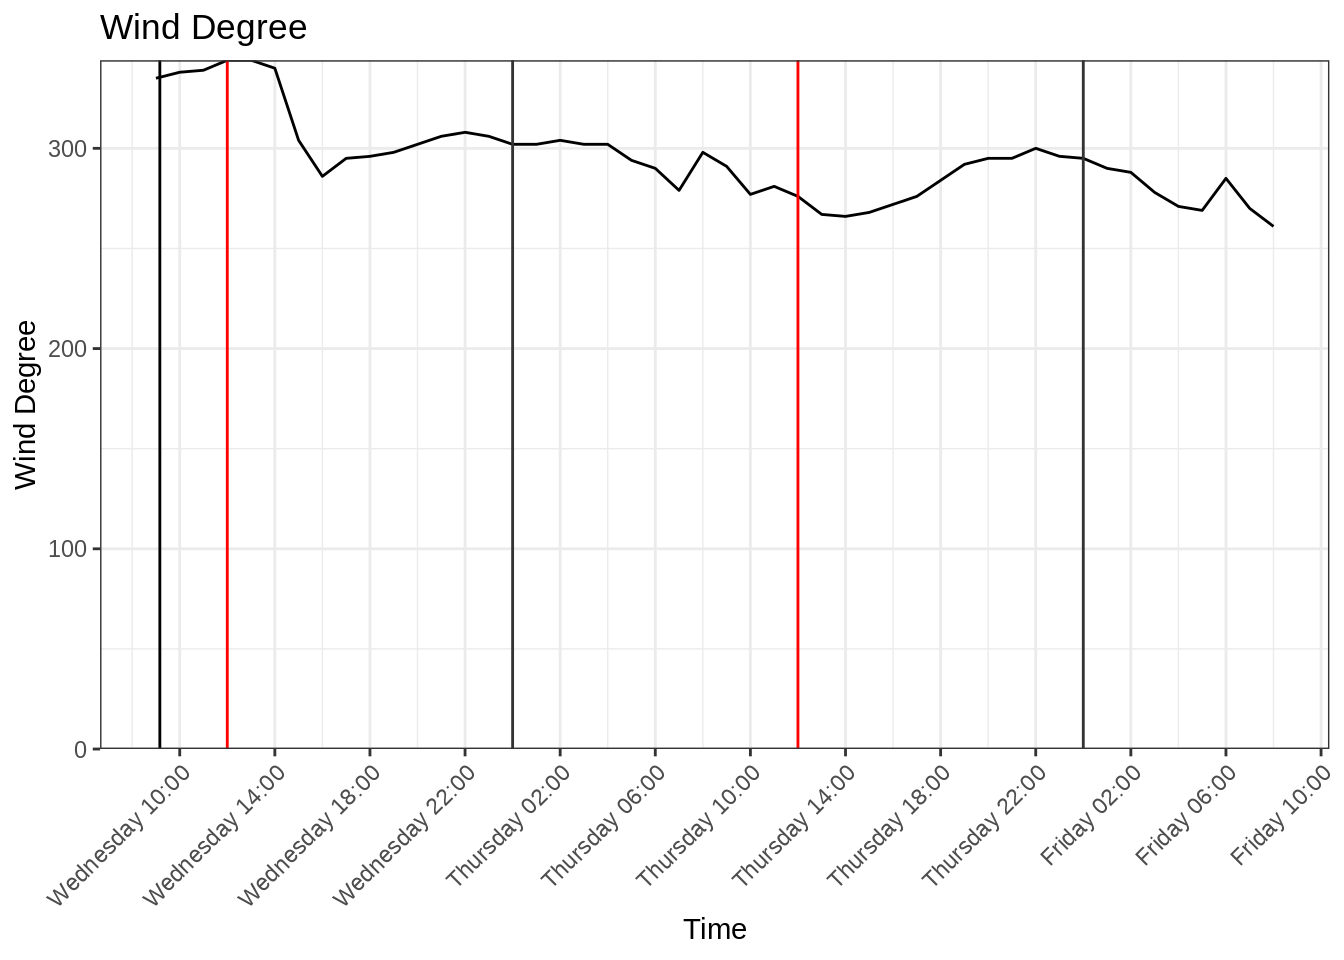 Wind Degree
Wind Degree
300
200
100
0
Wednesday 10:00
Wednesday 14:00
Wednesday 18:00
Wednesday 22:00
Thursday 02:00
Thursday 06:00
Thursday 10:00
Thursday 14:00
Thursday 18:00
Thursday 22:00
Friday 02:00
Friday 06:00
Friday 10:00
Time